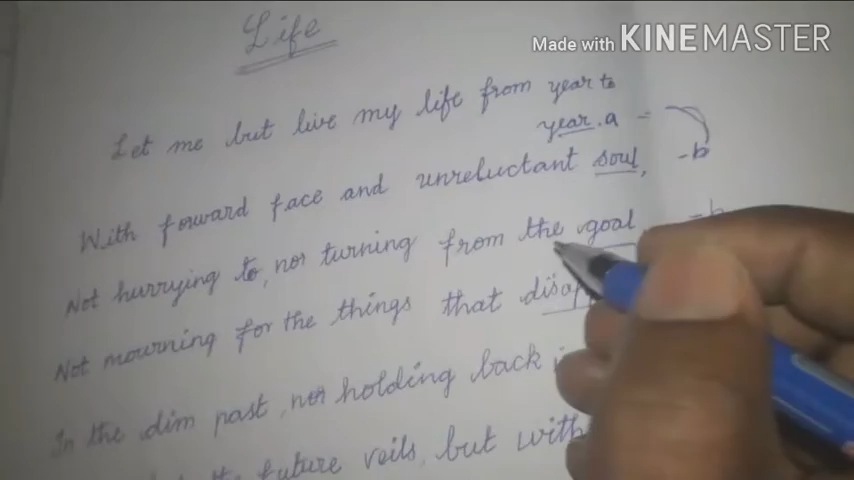 Made with KINEMASTER
Life
Let me but live my life from year to
year. a -
With forward face and unreluctant soul, -b
Not hurrying to, nor turning from the goal -b
Not mourning for the things that
In the dim past, nor holding back
future veils, but with